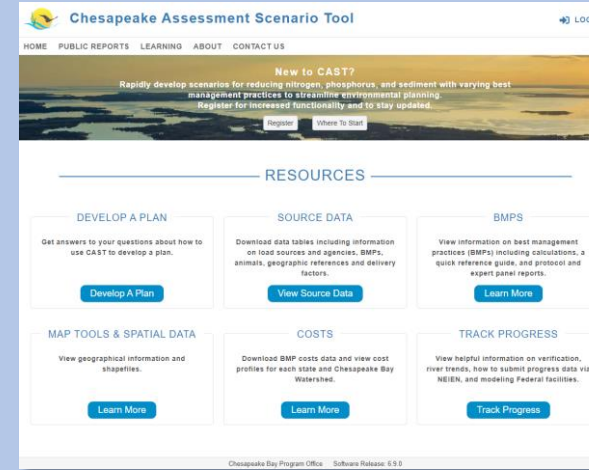 Chesapeake Assessment Scenario Tool
HOME PUBLIC REPORTS LEARNING ABOUT CONTACT US
New to CAST?
Rapidly develop scenarios for reducing nitrogen, phosphorus, and sediment with varying best
management practices to streamline environmental planning.
Register for increased functionality and to stay updated.
Register Where To Start
RESOURCES
DEVELOP A PLAN
Get answers to your questions about how to
use CAST to develop a plan.
Develop A Plan
SOURCE DATA
Download data tables including information
on load sources and agencies, BMPs,
animals, geographic references and delivery
factors.
View Source Data
BMPS
View information on best management
practices (BMPs) including calculations, a
quick reference guide, and protocol and
expert panel reports.
Learn More
MAP TOOLS & SPATIAL DATA
View geographical information and
shapefiles.
Learn More
COSTS
Download BMP costs data and view cost
profiles for each state and Chesapeake Bay
Watershed.
Learn More
TRACK PROGRESS
View helpful information on verification,
river trends, how to submit progress data via
NEIEN, and modeling Federal facilities.
Track Progress
Chesapeake Bay Program Office Software Release: 6.9.0